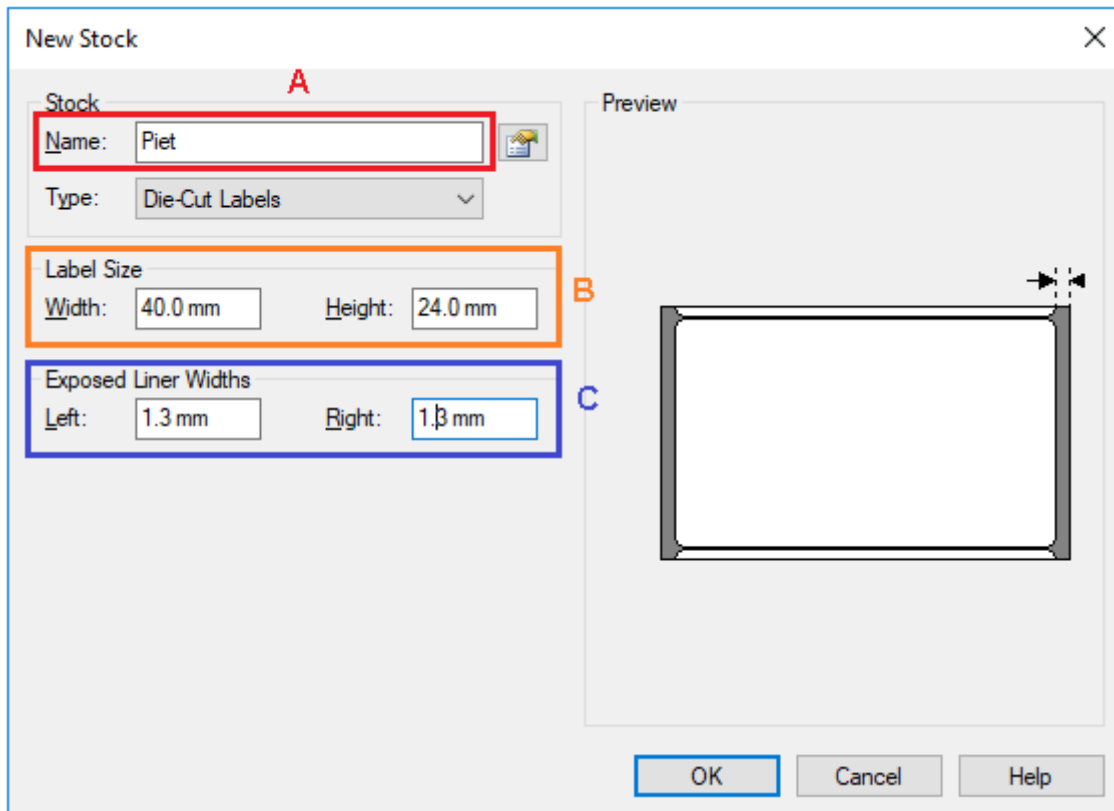 New Stock
A
Stock
Name: Piet
Type: Die-Cut Labels
Label Size
Width: 40.0 mm Height: 24.0 mm
B
Exposed Liner Widths
Left: 1.3 mm Right: 1.3 mm
C
Preview
OK Cancel Help